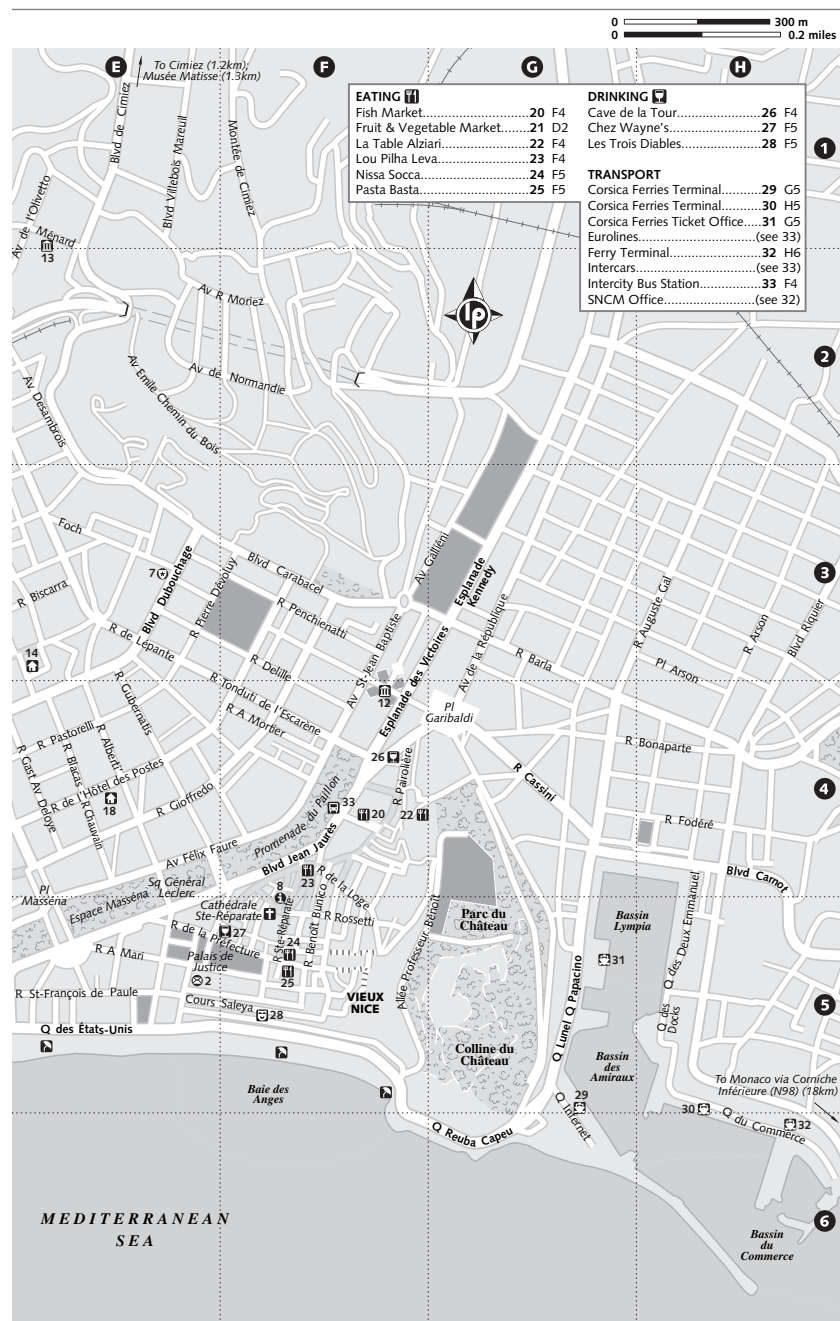 0 300 m
0 0.2 miles
E F G H
To Cimiez (1.2km);
Musée Matisse (1.3km)
EATING
Fish Market 20 F4
Fruit & Vegetable Market 21 D2
La Table Alziari 22 F4
Lou Pilha Leva 23 F4
Nissa Socca 24 F5
Pasta Basta 25 F5
DRINKING
Cave de la Tour 26 F4
Chez Wayne's 27 F5
Les Trois Diables 28 F5
TRANSPORT
Corsica Ferries Terminal 29 G5
Corsica Ferries Terminal 30 H5
Corsica Ferries Ticket Office 31 G5
Eurolines (see 33)
Ferry Terminal 32 H6
Intercars (see 33)
Intercity Bus Station 33 F4
SNCM Office (see 32)
1
Blvd de Cimiez
Blvd Villebois Mareuil
Montée de Cimiez
Av de l'Olivetto
Ménard
13
lp
Av R Moriez
2
Av de Normandie
Av Emile Chemin du Bois
Av Desambrois
Foch
Blvd Dubouchage
7
R Biscarra
R Pierre Dévoluy
Blvd Carabacel
R Penchienatti
Av Galliéni
Esplanade
Kennedy
3
R Auguste Gal
R Arson
Blvd Riquier
14
R de Lépante
R Delille
Av St-Jean Baptiste
Esplanade des Victoires
Av de la République
R Barla
Pl Arson
R Gubernatis
R Tonduti de l'Escarène
R A Mortier
12
Pl
Garibaldi
R Pastorelli
R Alberti
R Blacas
R Gast Av Deloye
R de l'Hôtel des Postes
R Chauvain
18
R Gioffredo
26
R Pairolière
R Cassini
R Bonaparte
4
Promenade du Paillon
33
20
22
R Fodéré
Av Félix Faure
Blvd Jean Jaurès
23
R de la Loge
Blvd Carnot
Pl
Masséna
Espace Masséna
Sq Général
Leclerc
8
Cathédrale
Ste-Réparate
R Ste-Réparate
R Benoît Bunico
R Rossetti
Allée Professeur Benoît
Parc du
Château
Bassin
Lympia
Q des Deux Emmanuel
27
R de la Préfecture
24
R A Mari
Palais de
Justice
2
25
31
VIEUX
NICE
R St-François de Paule
Cours Saleya
28
Q Lunel
Q Papacino
Q des
Docks
5
Q des États-Unis
Colline du
Château
Bassin
des
Amiraux
To Monaco via Corniche
Inférieure (N98) (18km)
Baie des
Anges
29
30
Q du Commerce
32
Q Internet
Q Reuba Capeu
MEDITERRANEAN
SEA
6
Bassin
du
Commerce